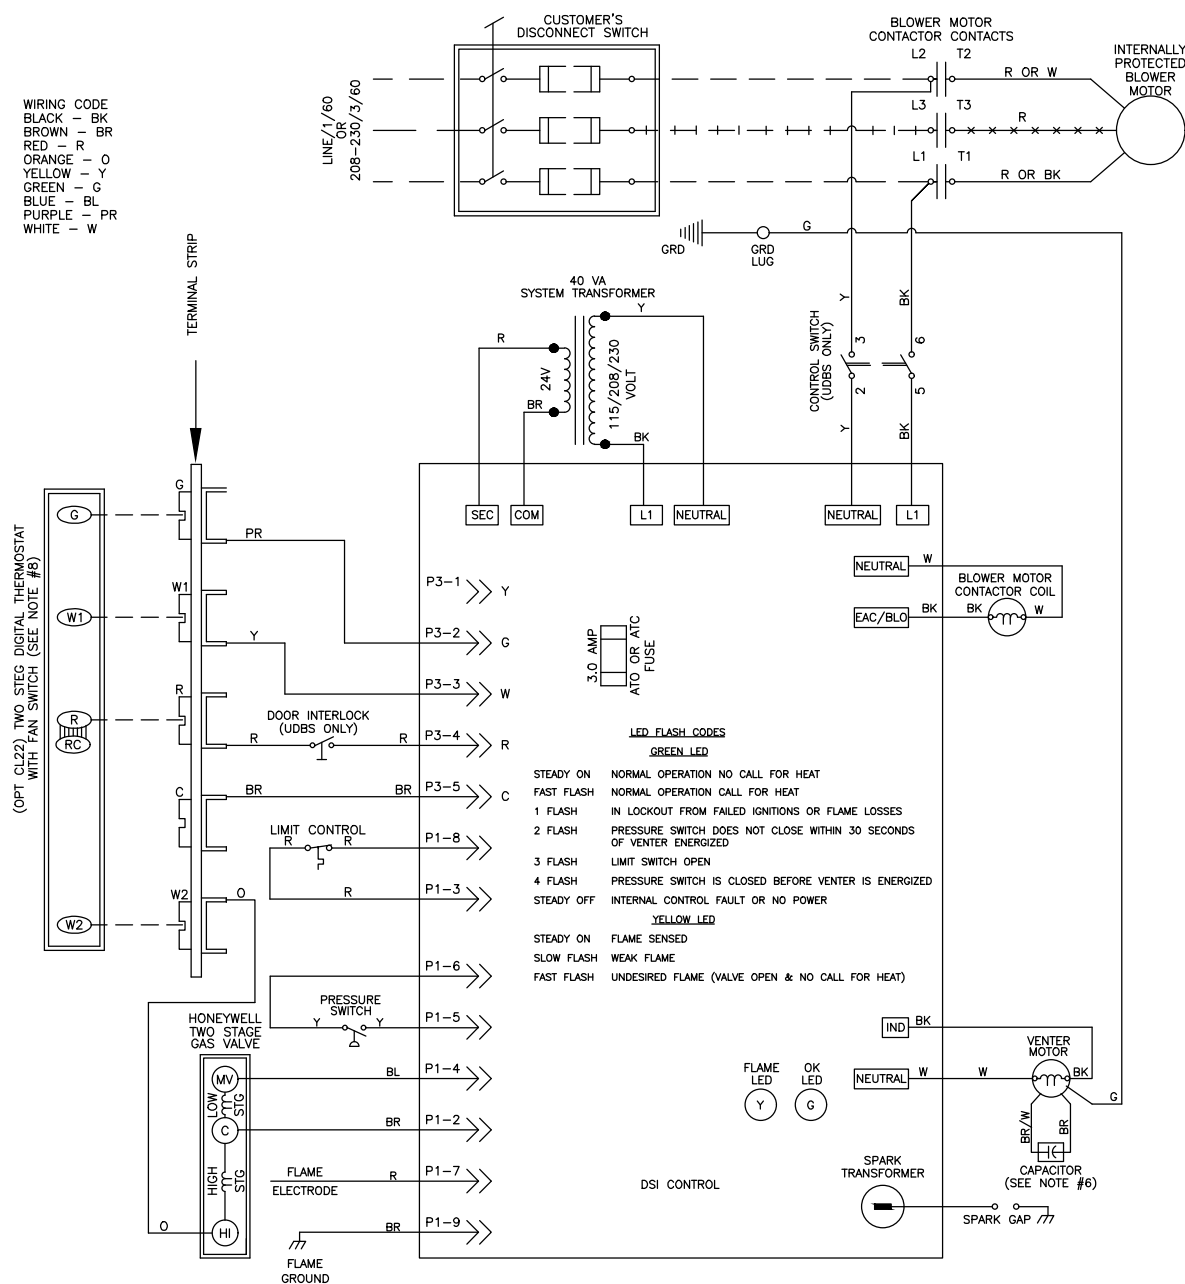 CUSTOMER'S
DISCONNECT SWITCH
BLOWER MOTOR
CONTACTOR CONTACTS
L2
T2
R OR W
INTERNALLY
PROTECTED
BLOWER
MOTOR
L3
T3
R
L1
T1
R OR BK
LINE/1/60
OR
208-230/3/60
WIRING CODE
BLACK – BK
BROWN – BR
RED – R
ORANGE – O
YELLOW – Y
GREEN – G
BLUE – BL
PURPLE – PR
WHITE – W
TERMINAL STRIP
GRD
GRD
LUG
G
40 VA
SYSTEM TRANSFORMER
R
Y
24V
115/208/230
VOLT
BR
BK
Y
BK
CONTROL SWITCH
(UDBS ONLY)
3
6
2
5
Y
BK
SEC
COM
L1
NEUTRAL
NEUTRAL
L1
(OPT CL22) TWO STEG DIGITAL THERMOSTAT
WITH FAN SWITCH (SEE NOTE #8)
G
G
PR
W1
W1
Y
R
RC
R
DOOR INTERLOCK
(UDBS ONLY)
R
R
C
BR
BR
LIMIT CONTROL
R
R
R
W2
W2
O
P3-1
Y
P3-2
G
P3-3
W
P3-4
R
P3-5
C
P1-8
P1-3
P1-6
P1-5
P1-4
P1-2
P1-7
P1-9
NEUTRAL
W
BLOWER MOTOR
CONTACTOR COIL
EAC/BLO
BK
BK
W
3.0 AMP
ATO OR ATC
FUSE
LED FLASH CODES
GREEN LED
STEADY ON NORMAL OPERATION NO CALL FOR HEAT
FAST FLASH NORMAL OPERATION CALL FOR HEAT
1 FLASH IN LOCKOUT FROM FAILED IGNITIONS OR FLAME LOSSES
2 FLASH PRESSURE SWITCH DOES NOT CLOSE WITHIN 30 SECONDS
OF VENTER ENERGIZED
3 FLASH LIMIT SWITCH OPEN
4 FLASH PRESSURE SWITCH IS CLOSED BEFORE VENTER IS ENERGIZED
STEADY OFF INTERNAL CONTROL FAULT OR NO POWER
YELLOW LED
STEADY ON FLAME SENSED
SLOW FLASH WEAK FLAME
FAST FLASH UNDESIRED FLAME (VALVE OPEN & NO CALL FOR HEAT)
PRESSURE
SWITCH
Y
Y
HONEYWELL
TWO STAGE
GAS VALVE
MV
LOW
STG
C
HIGH
STG
HI
O
BL
BR
FLAME
ELECTRODE
R
BR
FLAME
GROUND
IND
BK
VENTER
MOTOR
NEUTRAL
W
W
BK
G
BR/W
BR
CAPACITOR
(SEE NOTE #6)
FLAME
LED
Y
OK
LED
G
SPARK
TRANSFORMER
SPARK GAP
DSI CONTROL